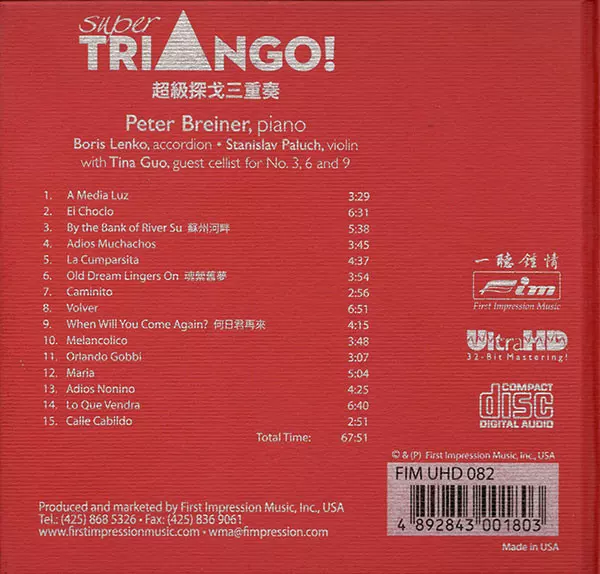 super
TRIANGO!
超級探戈三重奏
Peter Breiner, piano
Boris Lenko, accordion • Stanislav Paluch, violin
with Tina Guo, guest cellist for No. 3, 6 and 9
1. A Media Luz 3:29
2. El Choclo 6:31
3. By the Bank of River Su 蘇州河畔 5:38
4. Adios Muchachos 3:45
5. La Cumparsita 4:37
6. Old Dream Lingers On 魂縈舊夢 3:54
7. Caminito 2:56
8. Volver 6:51
9. When Will You Come Again? 何日君再來 4:15
10. Melancolico 3:48
11. Orlando Gobbi 3:07
12. Maria 5:04
13. Adios Nonino 4:25
14. Lo Que Vendra 6:40
15. Calle Cabildo 2:51
Total Time: 67:51
一聽鍾情
Fim
First Impression Music
UltraHD
32-Bit Mastering!
COMPACT
disc
DIGITAL AUDIO
© & (P) First Impression Music, Inc., USA
FIM UHD 082
4 892843 001803
Made in USA
Produced and marketed by First Impression Music, Inc., USA
Tel.: (425) 868 5326 • Fax: (425) 836 9061
www.firstimpressionmusic.com • wma@fimpression.com